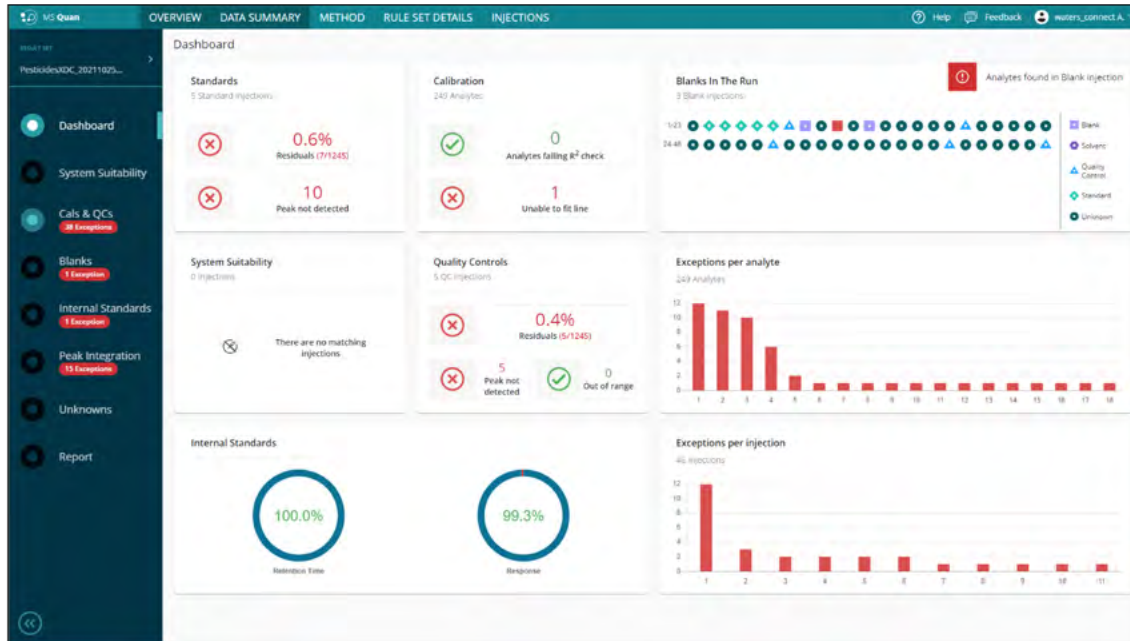 MS Quan
OVERVIEW DATA SUMMARY METHOD RULE SET DETAILS INJECTIONS
Help Feedback waters_connect A.
RESULT SET
PesticidesXDC_20211025...
Dashboard
System Suitability
Cals & QCs
38 Exceptions
Blanks
1 Exception
Internal Standards
1 Exception
Peak Integration
15 Exceptions
Unknowns
Report
Dashboard
Standards
5 Standard injections
0.6%
Residuals (7/1245)
10
Peak not detected
Calibration
249 Analytes
0
Analytes failing R² check
1
Unable to fit line
Blanks In The Run
3 Blank injections
Analytes found in Blank injection
1-23
24-46
Blank
Solvent
Quality
Control
Standard
Unknown
System Suitability
0 Injections
There are no matching
injections
Quality Controls
5 QC injections
0.4%
Residuals (5/1245)
5
Peak not
detected
0
Out of range
Exceptions per analyte
249 Analytes
12
10
8
6
4
2
0
1 2 3 4 5 6 7 8 9 10 11 12 13 14 15 16 17 18
Internal Standards
100.0%
Retention Time
99.3%
Response
Exceptions per injection
46 Injections
12
10
8
6
4
2
0
1 2 3 4 5 6 7 8 9 10 11